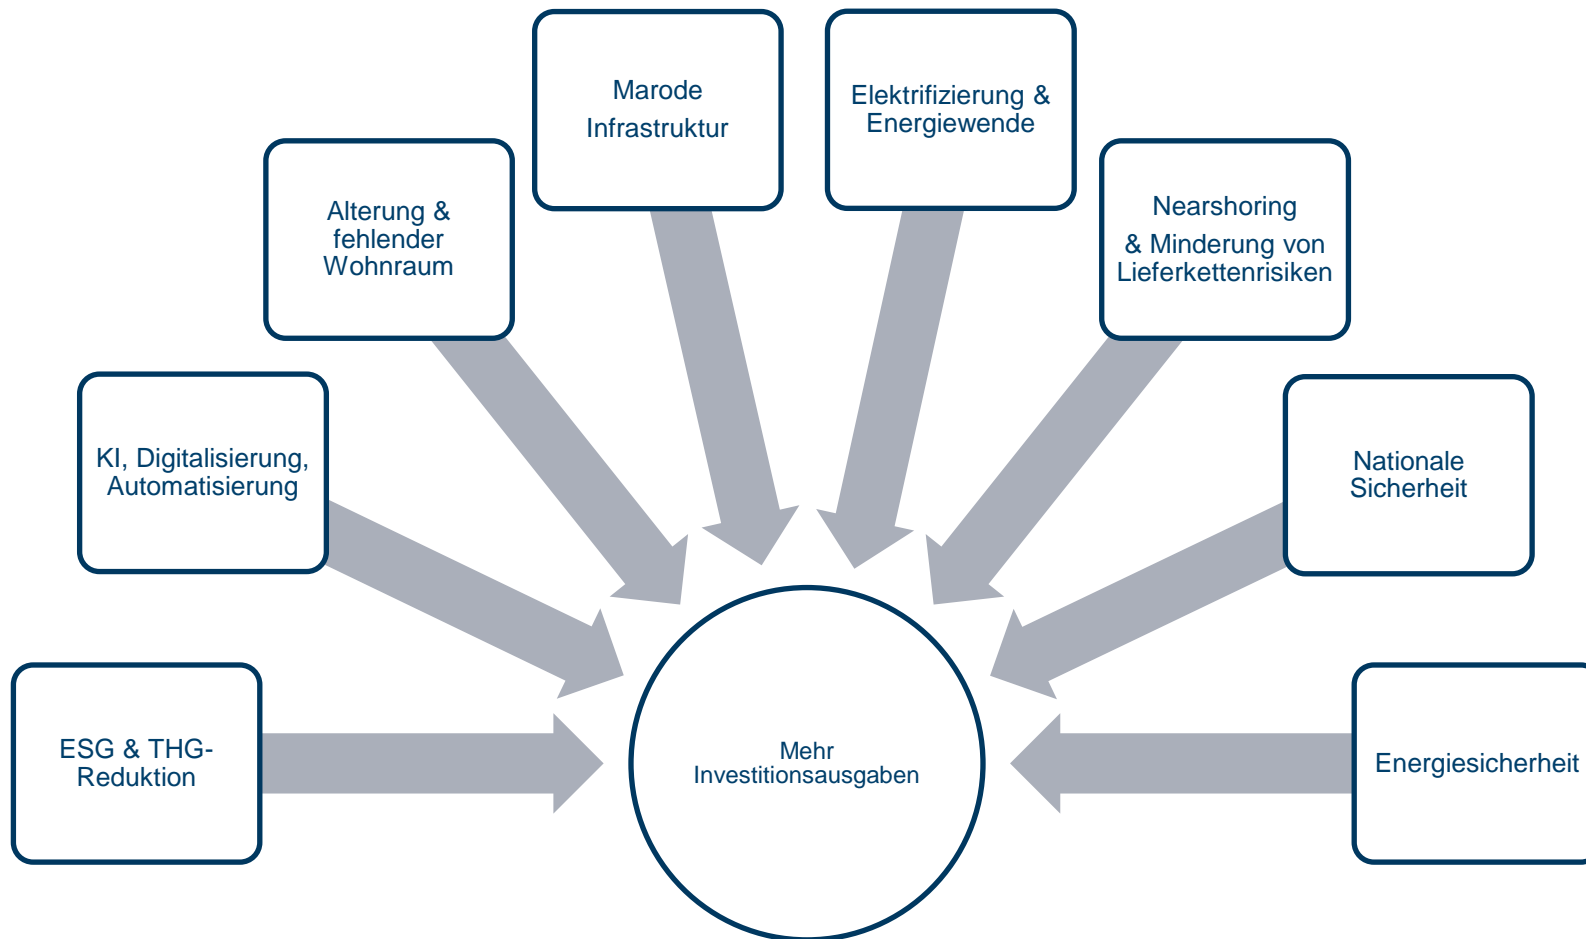 Marode
Infrastruktur
Elektrifizierung &
Energiewende
Alterung &
fehlender
Wohnraum
Nearshoring
& Minderung von
Lieferkettenrisiken
KI, Digitalisierung,
Automatisierung
Nationale
Sicherheit
ESG & THG-
Reduktion
Mehr
Investitionsausgaben
Energiesicherheit